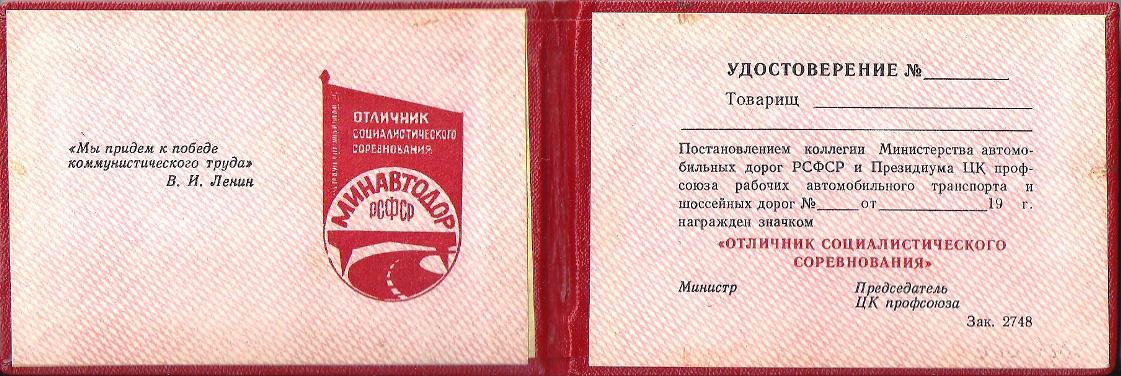 «Мы придем к победе
коммунистического труда»
В. И. Ленин
ОТЛИЧНИК
СОЦИАЛИСТИЧЕСКОГО
СОРЕВНОВАНИЯ
МИНАВТОДОР
РСФСР
УДОСТОВЕРЕНИЕ №
Товарищ
Постановлением коллегии Министерства автомо-
бильных дорог РСФСР и Президиума ЦК проф-
союза рабочих автомобильного транспорта и
шоссейных дорог № от 19 г.
награжден значком
«ОТЛИЧНИК СОЦИАЛИСТИЧЕСКОГО
СОРЕВНОВАНИЯ»
Министр Председатель
ЦК профсоюза
Зак. 2748